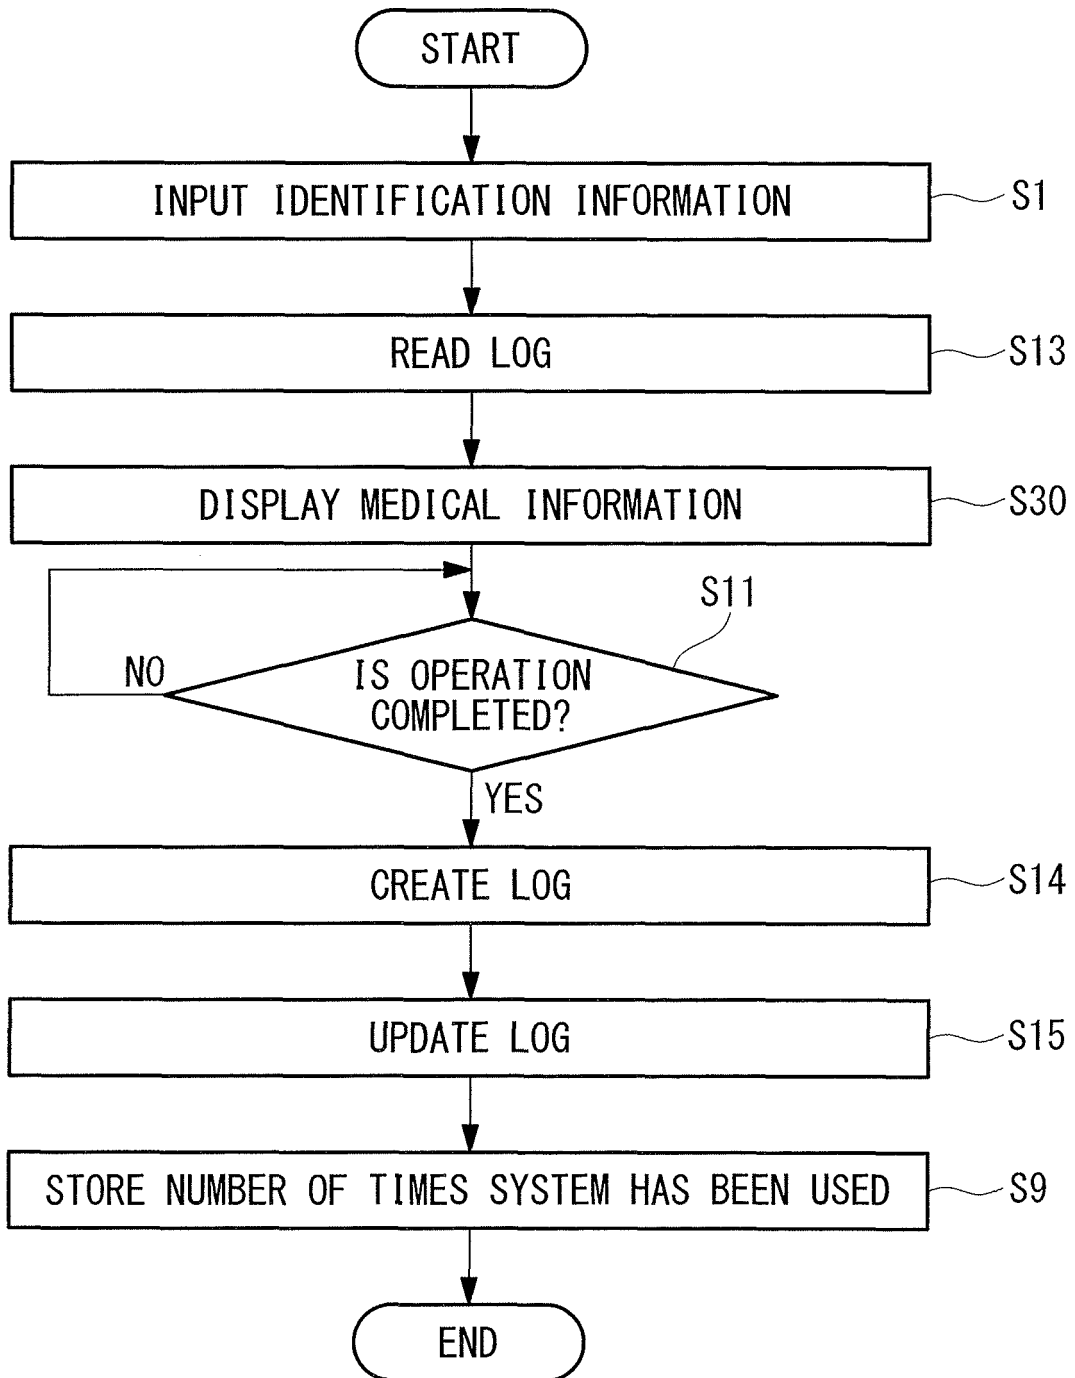 START
INPUT IDENTIFICATION INFORMATION
S1
READ LOG
S13
DISPLAY MEDICAL INFORMATION
S30
S11
NO
IS OPERATION
COMPLETED?
YES
CREATE LOG
S14
UPDATE LOG
S15
STORE NUMBER OF TIMES SYSTEM HAS BEEN USED
S9
END